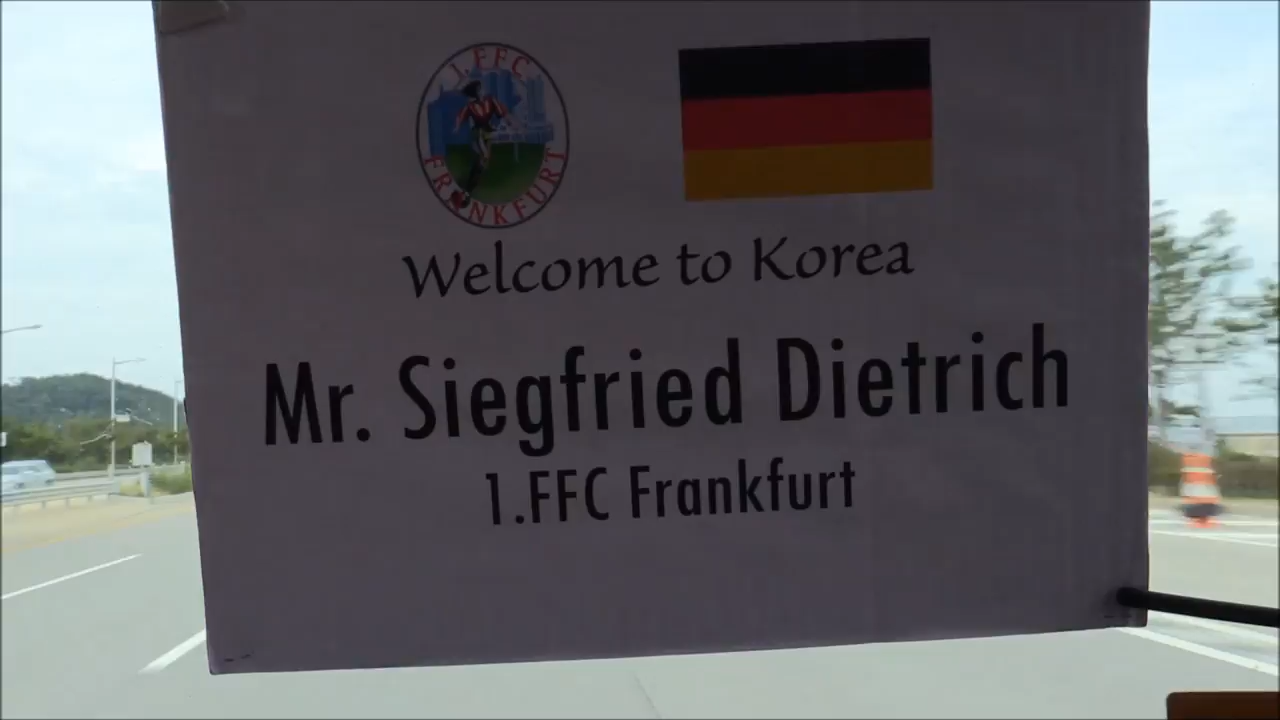 1.FFC
FRANKFURT
Welcome to Korea
Mr. Siegfried Dietrich
1.FFC Frankfurt